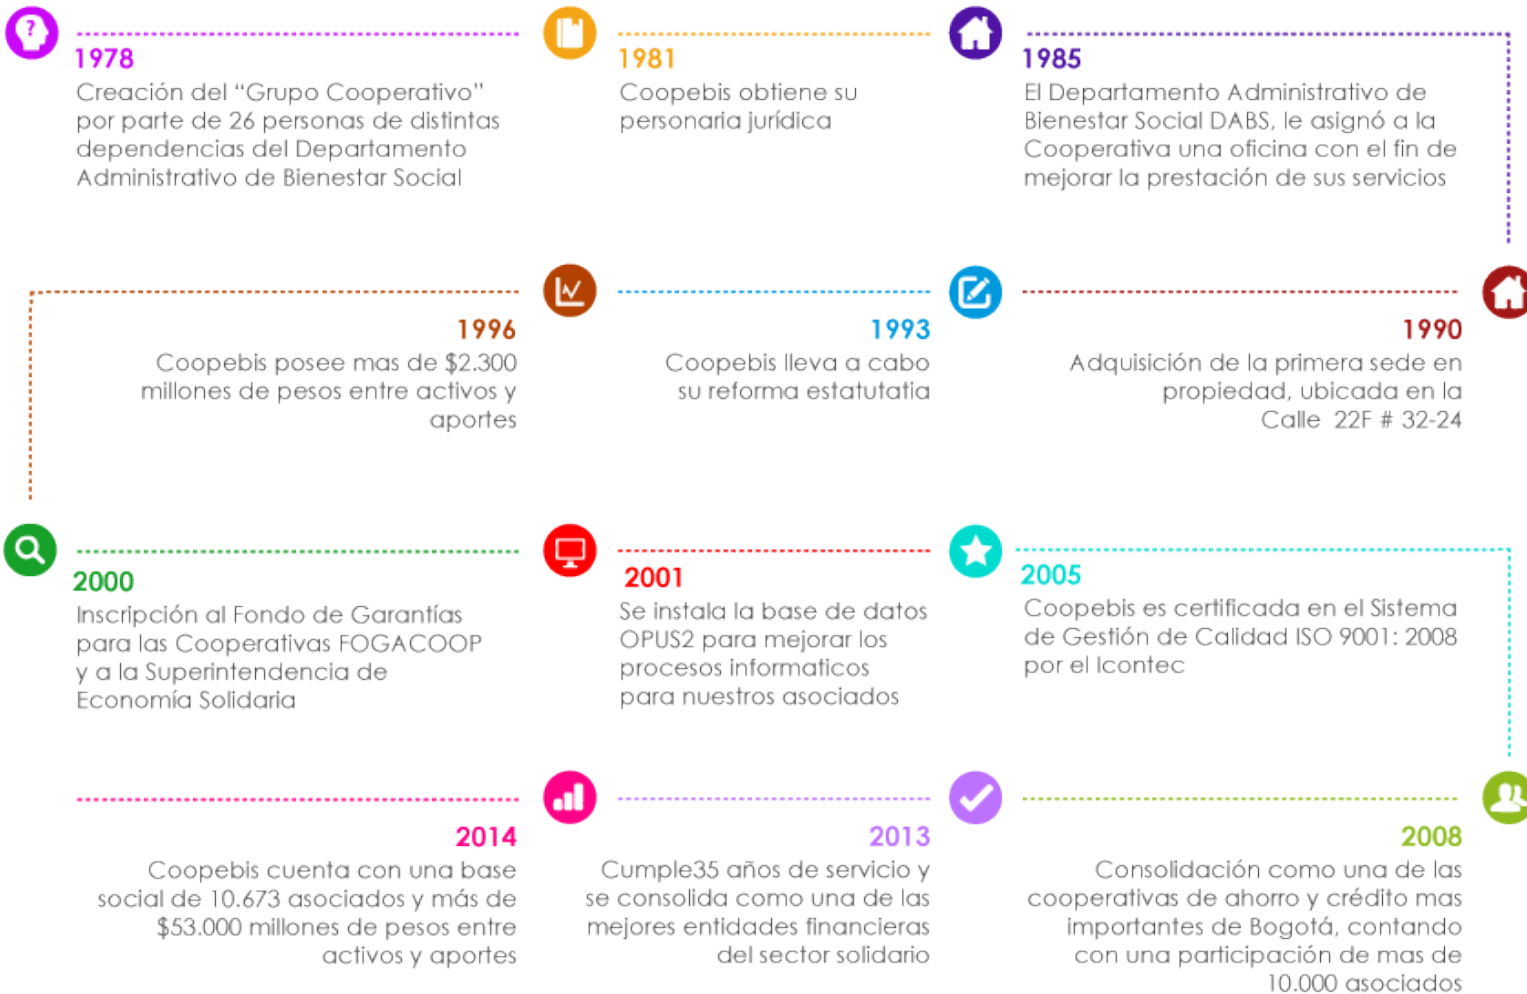 1978
Creación del “Grupo Cooperativo”
por parte de 26 personas de distintas
dependencias del Departamento
Administrativo de Bienestar Social
1981
Coopebis obtiene su
personaria jurídica
1985
El Departamento Administrativo de
Bienestar Social DABS, le asignó a la
Cooperativa una oficina con el fin de
mejorar la prestación de sus servicios
1990
Adquisición de la primera sede en
propiedad, ubicada en la
Calle 22F # 32-24
1993
Coopebis lleva a cabo
su reforma estatutatia
1996
Coopebis posee mas de $2.300
millones de pesos entre activos y
aportes
2000
Inscripción al Fondo de Garantías
para las Cooperativas FOGACOOP
y a la Superintendencia de
Economía Solidaria
2001
Se instala la base de datos
OPUS2 para mejorar los
procesos informaticos
para nuestros asociados
2005
Coopebis es certificada en el Sistema
de Gestión de Calidad ISO 9001: 2008
por el Icontec
2008
Consolidación como una de las
cooperativas de ahorro y crédito mas
importantes de Bogotá, contando
con una participación de mas de
10.000 asociados
2013
Cumple35 años de servicio y
se consolida como una de las
mejores entidades financieras
del sector solidario
2014
Coopebis cuenta con una base
social de 10.673 asociados y más de
$53.000 millones de pesos entre
activos y aportes